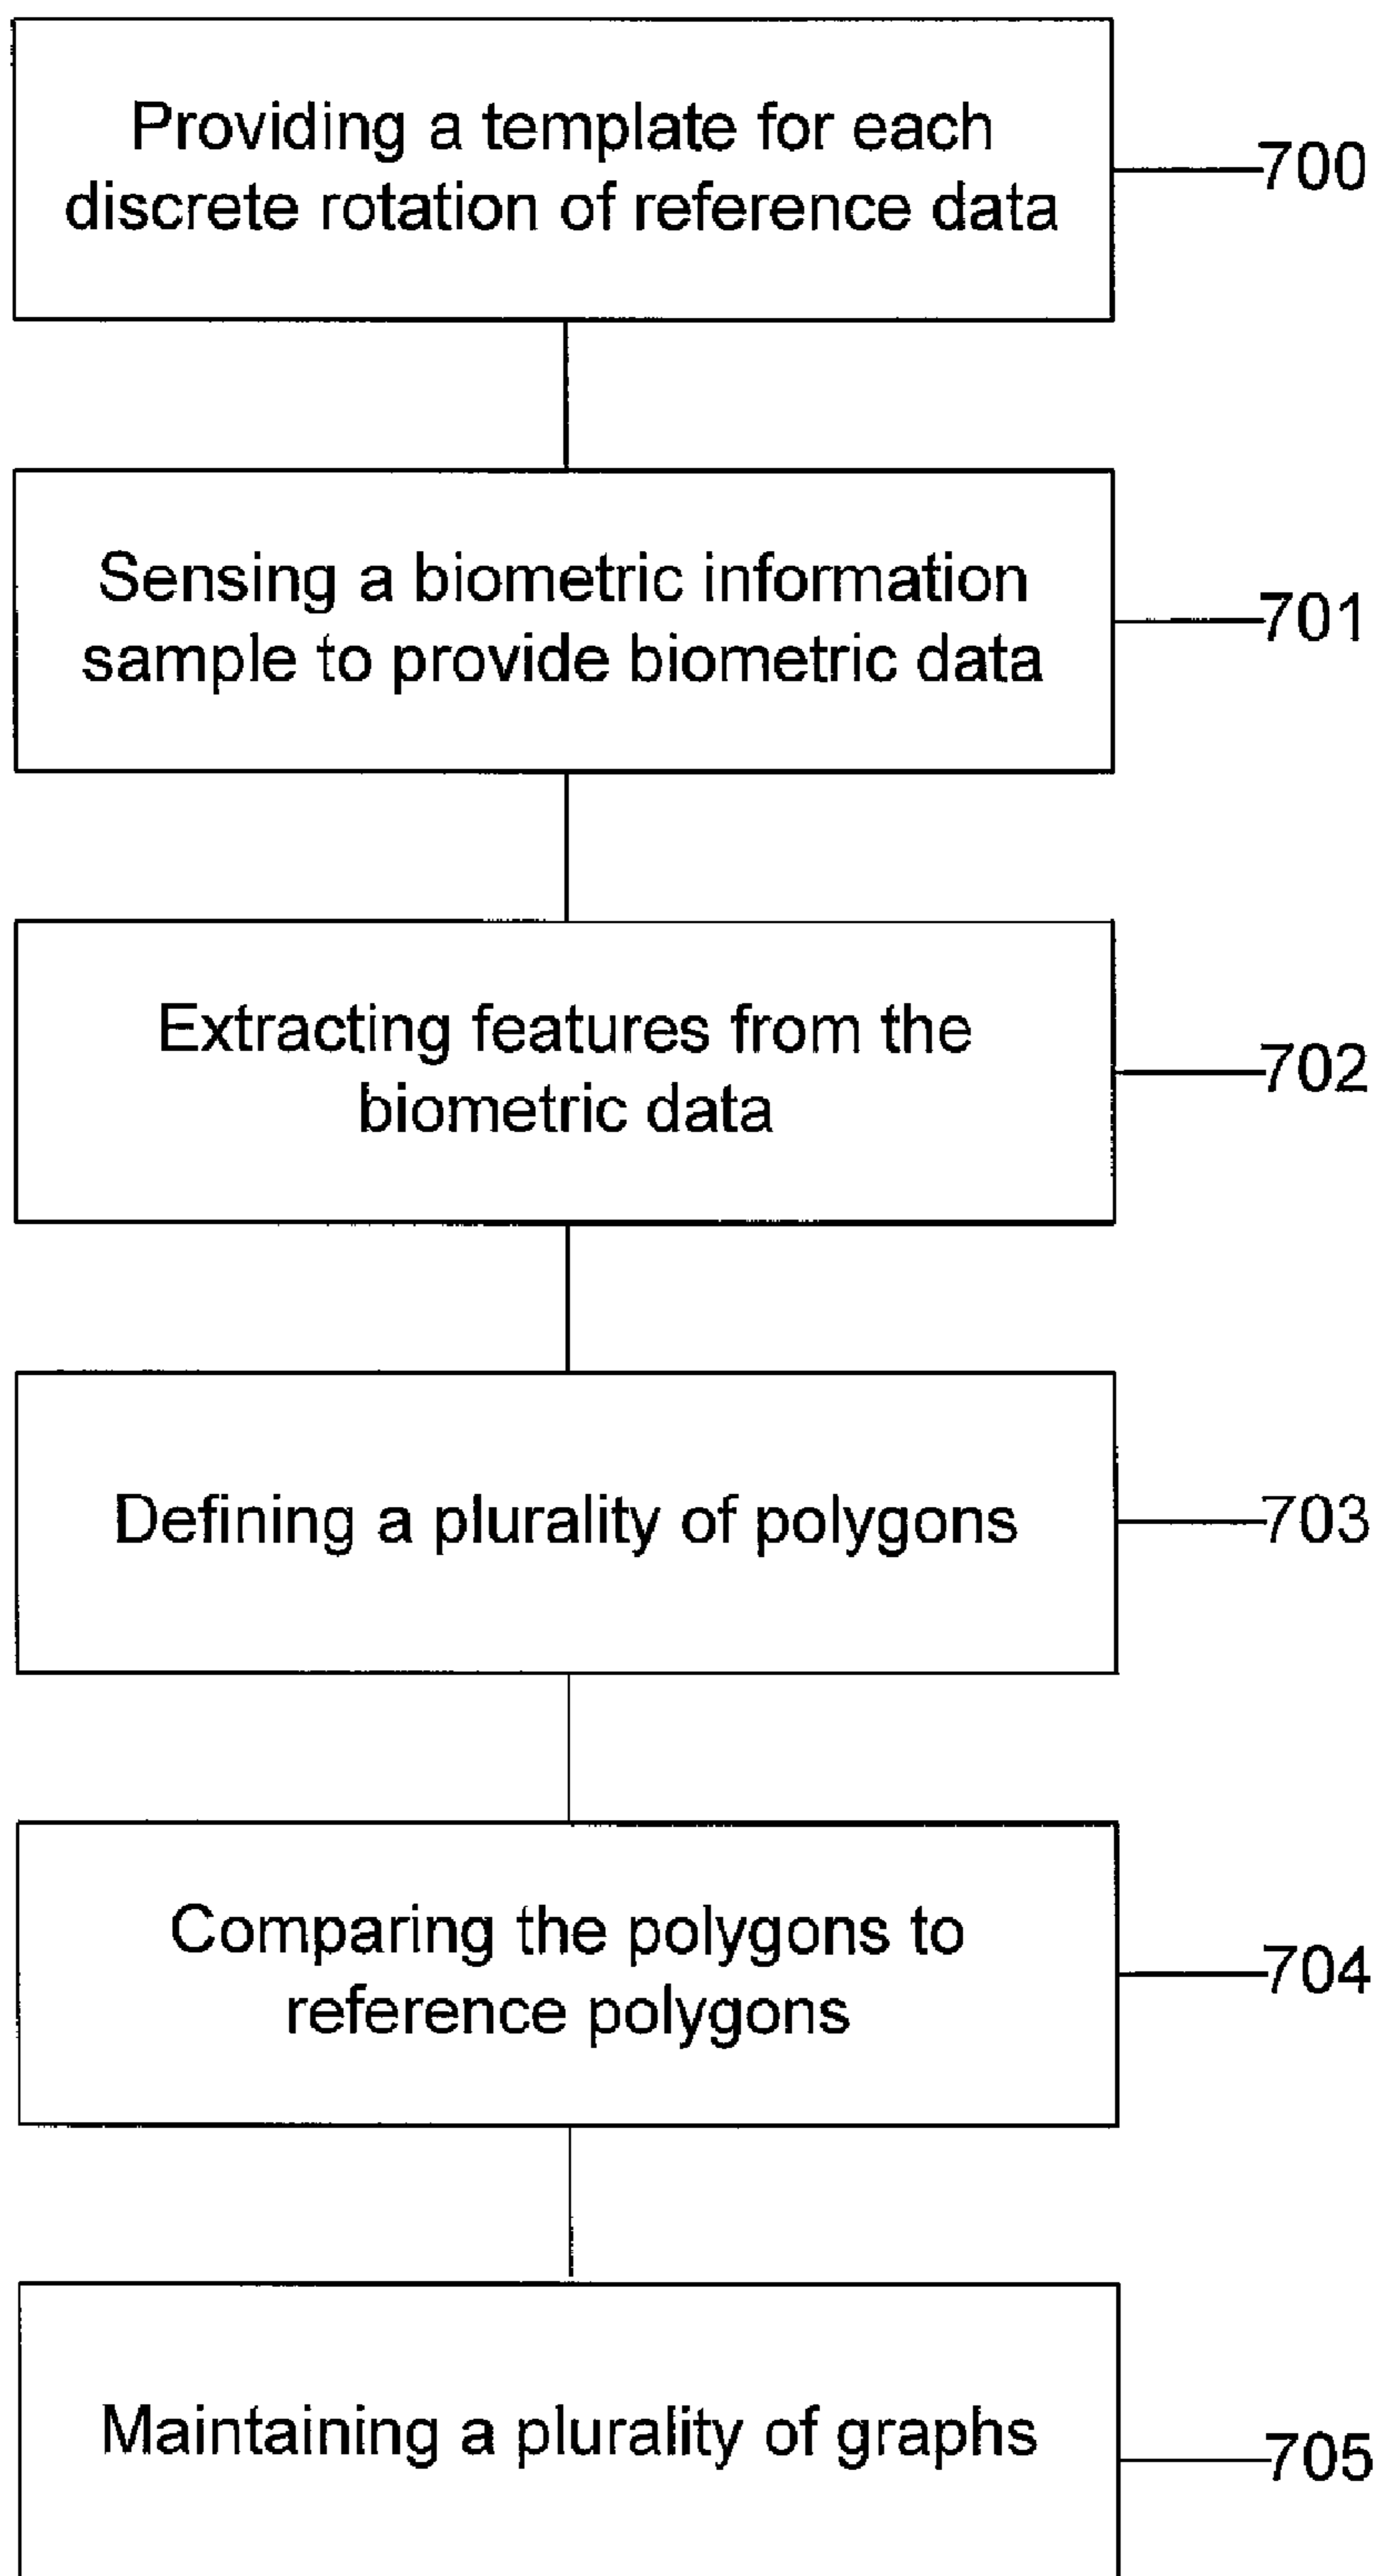 Providing a template for each
discrete rotation of reference data
700
Sensing a biometric information
sample to provide biometric data
701
Extracting features from the
biometric data
702
Defining a plurality of polygons
703
Comparing the polygons to
reference polygons
704
Maintaining a plurality of graphs
705